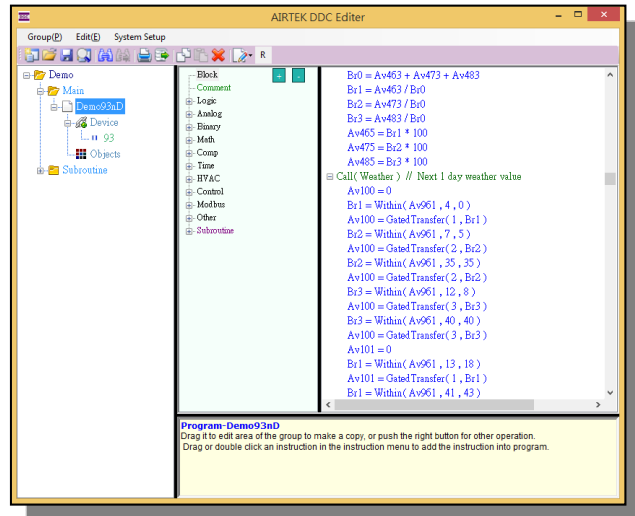 AIRTEK DDC Editor
Group(P) Edit(E) System Setup
R
Demo
Main
Demo93nD
Device
93
Objects
Subroutine
Block + -
Comment
Logic
Analog
Binary
Math
Comp
Time
HVAC
Control
Modbus
Other
Subroutine
Br0 = Av463 + Av473 + Av483
Br1 = Av463 / Br0
Br2 = Av473 / Br0
Br3 = Av483 / Br0
Av465 = Br1 * 100
Av475 = Br2 * 100
Av485 = Br3 * 100
Call( Weather ) // Next 1 day weather value
Av100 = 0
Br1 = Within( Av961 , 4 , 0 )
Av100 = GatedTransfer( 1 , Br1 )
Br2 = Within( Av961 , 7 , 5 )
Av100 = GatedTransfer( 2 , Br2 )
Br2 = Within( Av961 , 35 , 35 )
Av100 = GatedTransfer( 2 , Br2 )
Br3 = Within( Av961 , 12 , 8 )
Av100 = GatedTransfer( 3 , Br3 )
Br3 = Within( Av961 , 40 , 40 )
Av100 = GatedTransfer( 3 , Br3 )
Av101 = 0
Br1 = Within( Av961 , 13 , 18 )
Av101 = GatedTransfer( 1 , Br1 )
Br1 = Within( Av961 , 41 , 43 )
Program-Demo93nD
Drag it to edit area of the group to make a copy, or push the right button for other operation.
Drag or double click an instruction in the instruction menu to add the instruction into program.